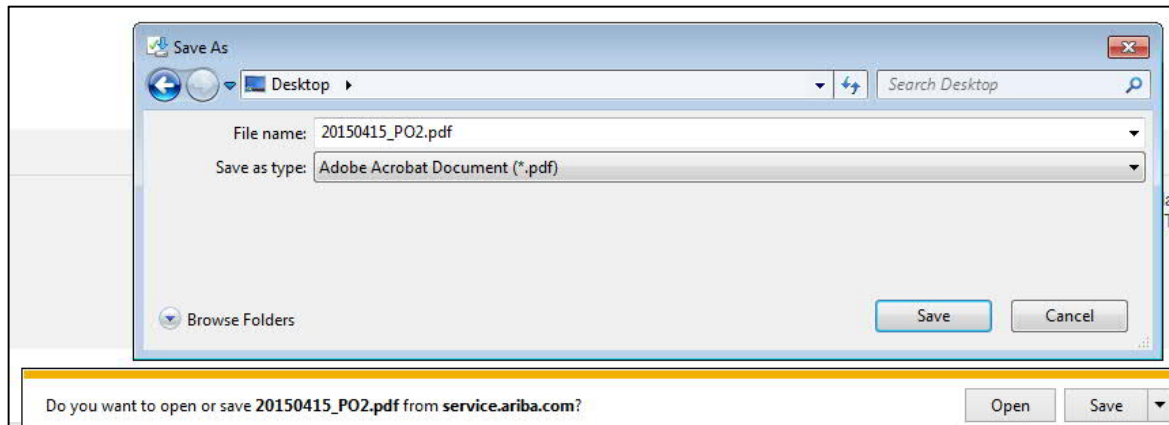 Save As
Desktop
Search Desktop
File name: 20150415_PO2.pdf
Save as type: Adobe Acrobat Document (*.pdf)
Browse Folders
Save Cancel
Do you want to open or save 20150415_PO2.pdf from service.ariba.com?
Open Save